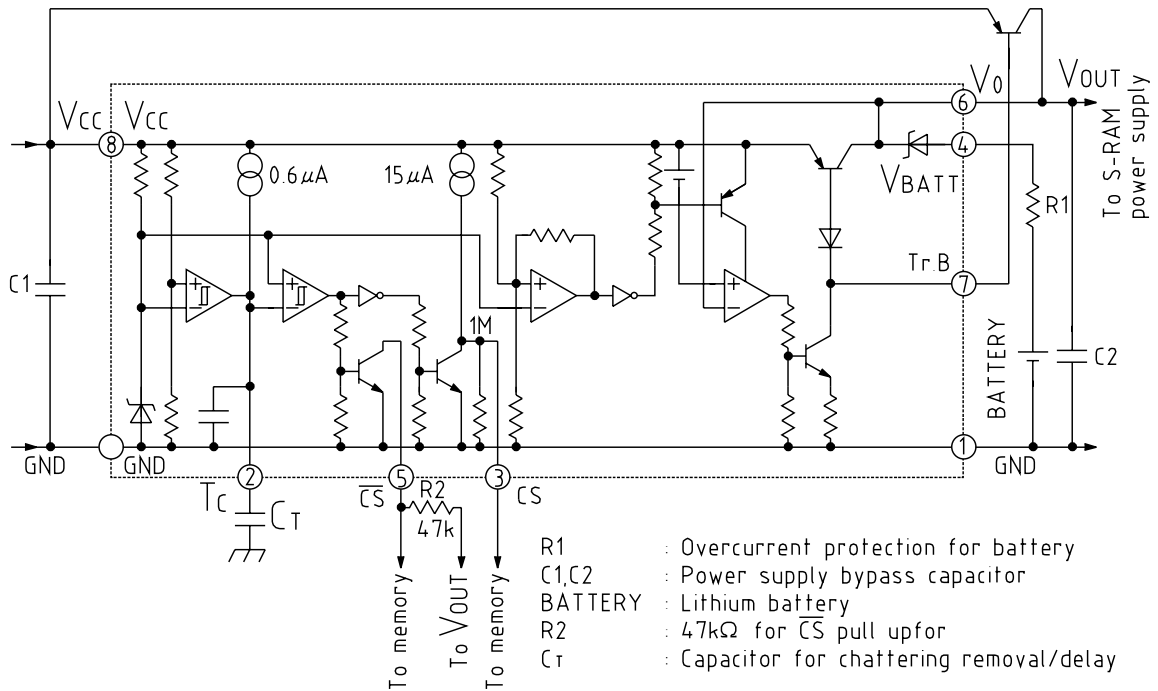 VCC
VCC
8
0.6μA
15μA
V0
6
VOUT
4
VBATT
To S-RAM
power supply
R1
Tr.B
7
C1
+
−
+
−
1M
+
−
+
−
BATTERY
C2
GND
GND
1
GND
TC
2
CT
C̅S̅
5
R2
47k
3
CS
To memory
To VOUT
To memory
R1 : Overcurrent protection for battery
C1,C2 : Power supply bypass capacitor
BATTERY : Lithium battery
R2 : 47kΩ for C̅S̅ pull upfor
CT : Capacitor for chattering removal/delay